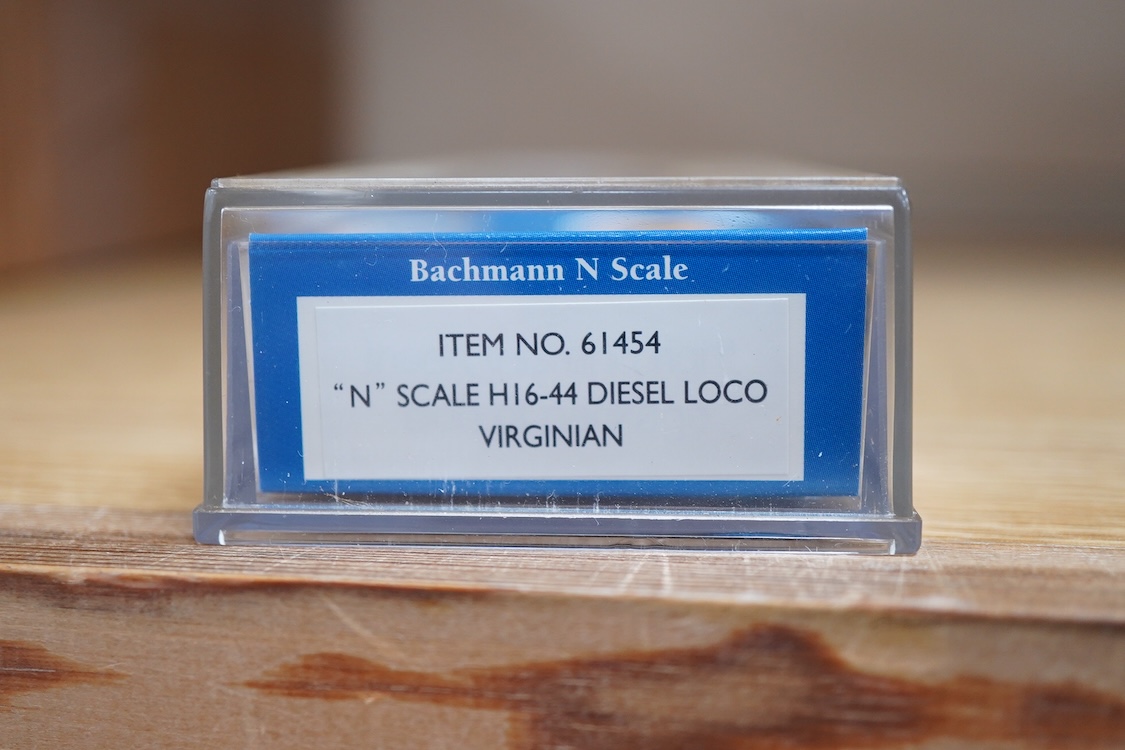 Bachmann N Scale
ITEM NO. 61454
“N” SCALE H16-44 DIESEL LOCO
VIRGINIAN